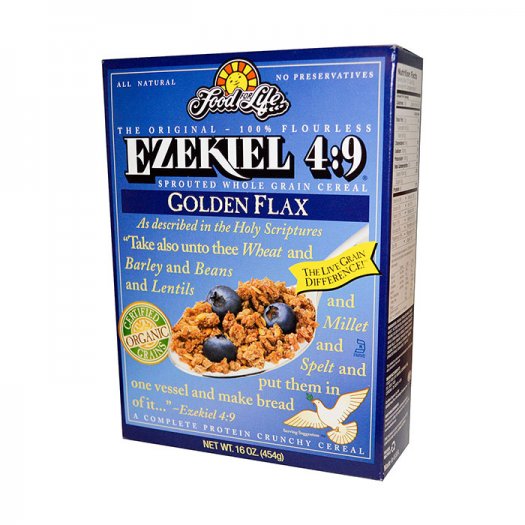 ALL NATURAL
NO PRESERVATIVES
Food FOR Life
THE ORIGINAL - 100% FLOURLESS
EZEKIEL 4:9®
SPROUTED WHOLE GRAIN CEREAL
GOLDEN FLAX
As described in the Holy Scriptures
"Take also unto thee Wheat and
Barley and Beans
and Lentils
THE LIVE GRAIN
DIFFERENCE!
and
Millet
and
Spelt and
put them in
one vessel and make bread
of it..." -Ezekiel 4:9
CERTIFIED
ORGANIC
GRAINS
Serving Suggestion
A COMPLETE PROTEIN CRUNCHY CEREAL
NET WT. 16 OZ. (454g)
Nutrition Facts